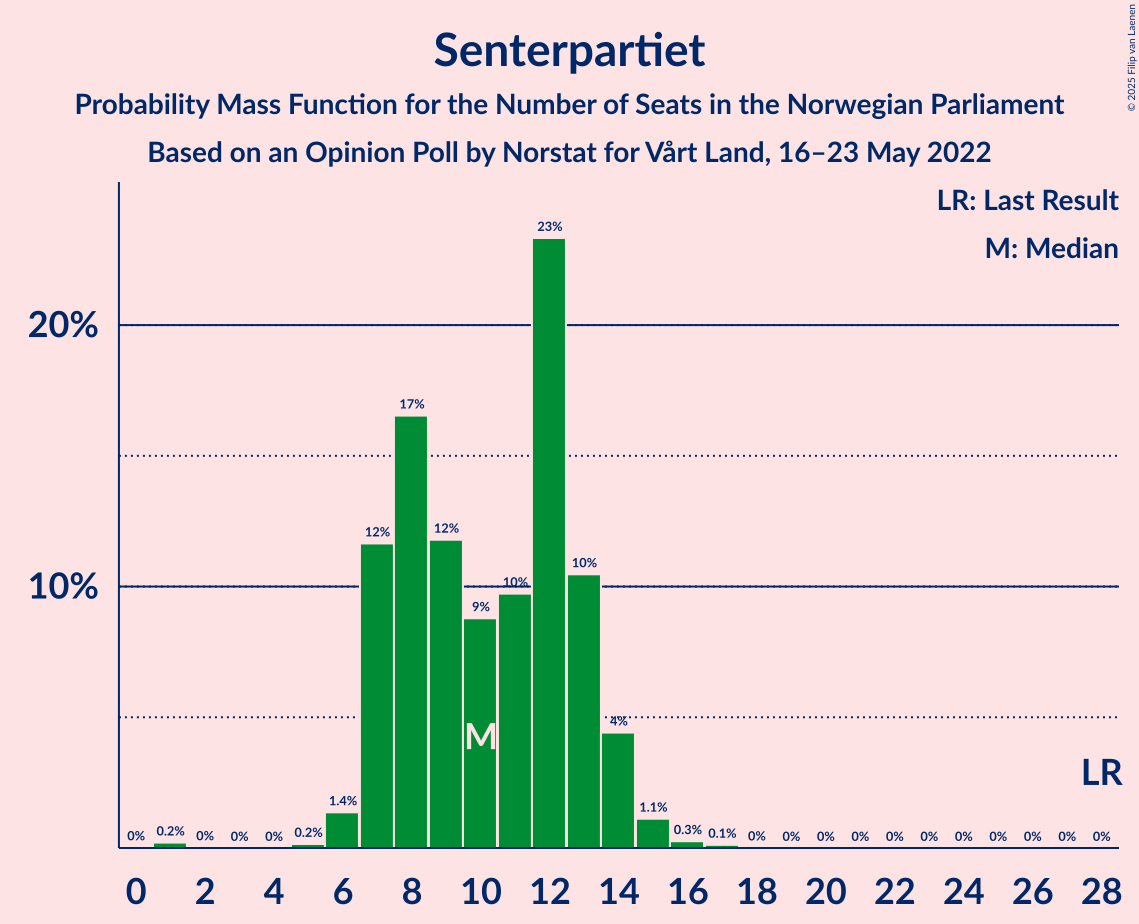 © 2025 Filip van Laenen
Senterpartiet
Probability Mass Function for the Number of Seats in the Norwegian Parliament
Based on an Opinion Poll by Norstat for Vårt Land, 16–23 May 2022
LR: Last Result
M: Median
20%
10%
0% 0.2% 0% 0% 0% 0.2% 1.4% 12% 17% 12% 9% 10% 23% 10% 4% 1.1% 0.3% 0.1% 0% 0% 0% 0% 0% 0% 0% 0% 0% 0% 0%
M
LR
0 2 4 6 8 10 12 14 16 18 20 22 24 26 28